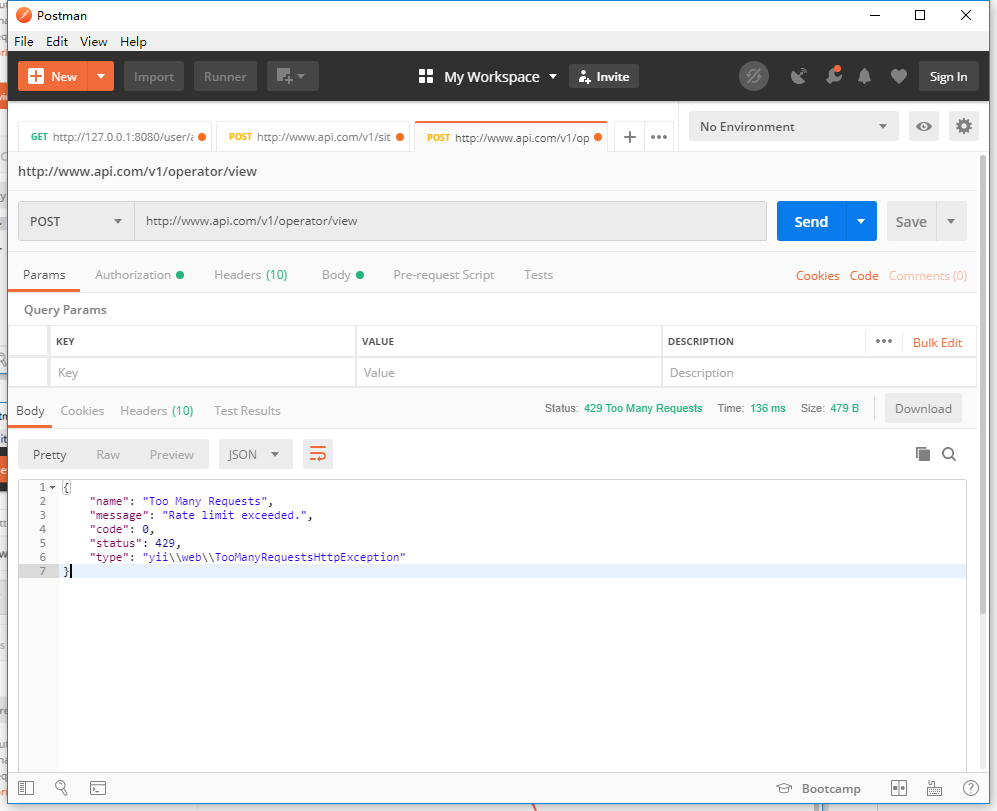 Postman
File Edit View Help
New Import Runner My Workspace Invite Sign In
GET http://127.0.0.1:8080/user/a POST http://www.api.com/v1/sit POST http://www.api.com/v1/op No Environment
http://www.api.com/v1/operator/view
POST http://www.api.com/v1/operator/view Send Save
Params Authorization Headers (10) Body Pre-request Script Tests Cookies Code Comments (0)
Query Params
KEY VALUE DESCRIPTION Bulk Edit
Key Value Description
Body Cookies Headers (10) Test Results Status: 429 Too Many Requests Time: 136 ms Size: 479 B Download
Pretty Raw Preview JSON
1 {
2 "name": "Too Many Requests",
3 "message": "Rate limit exceeded.",
4 "code": 0,
5 "status": 429,
6 "type": "yii\\web\\TooManyRequestsHttpException"
7 }
Bootcamp